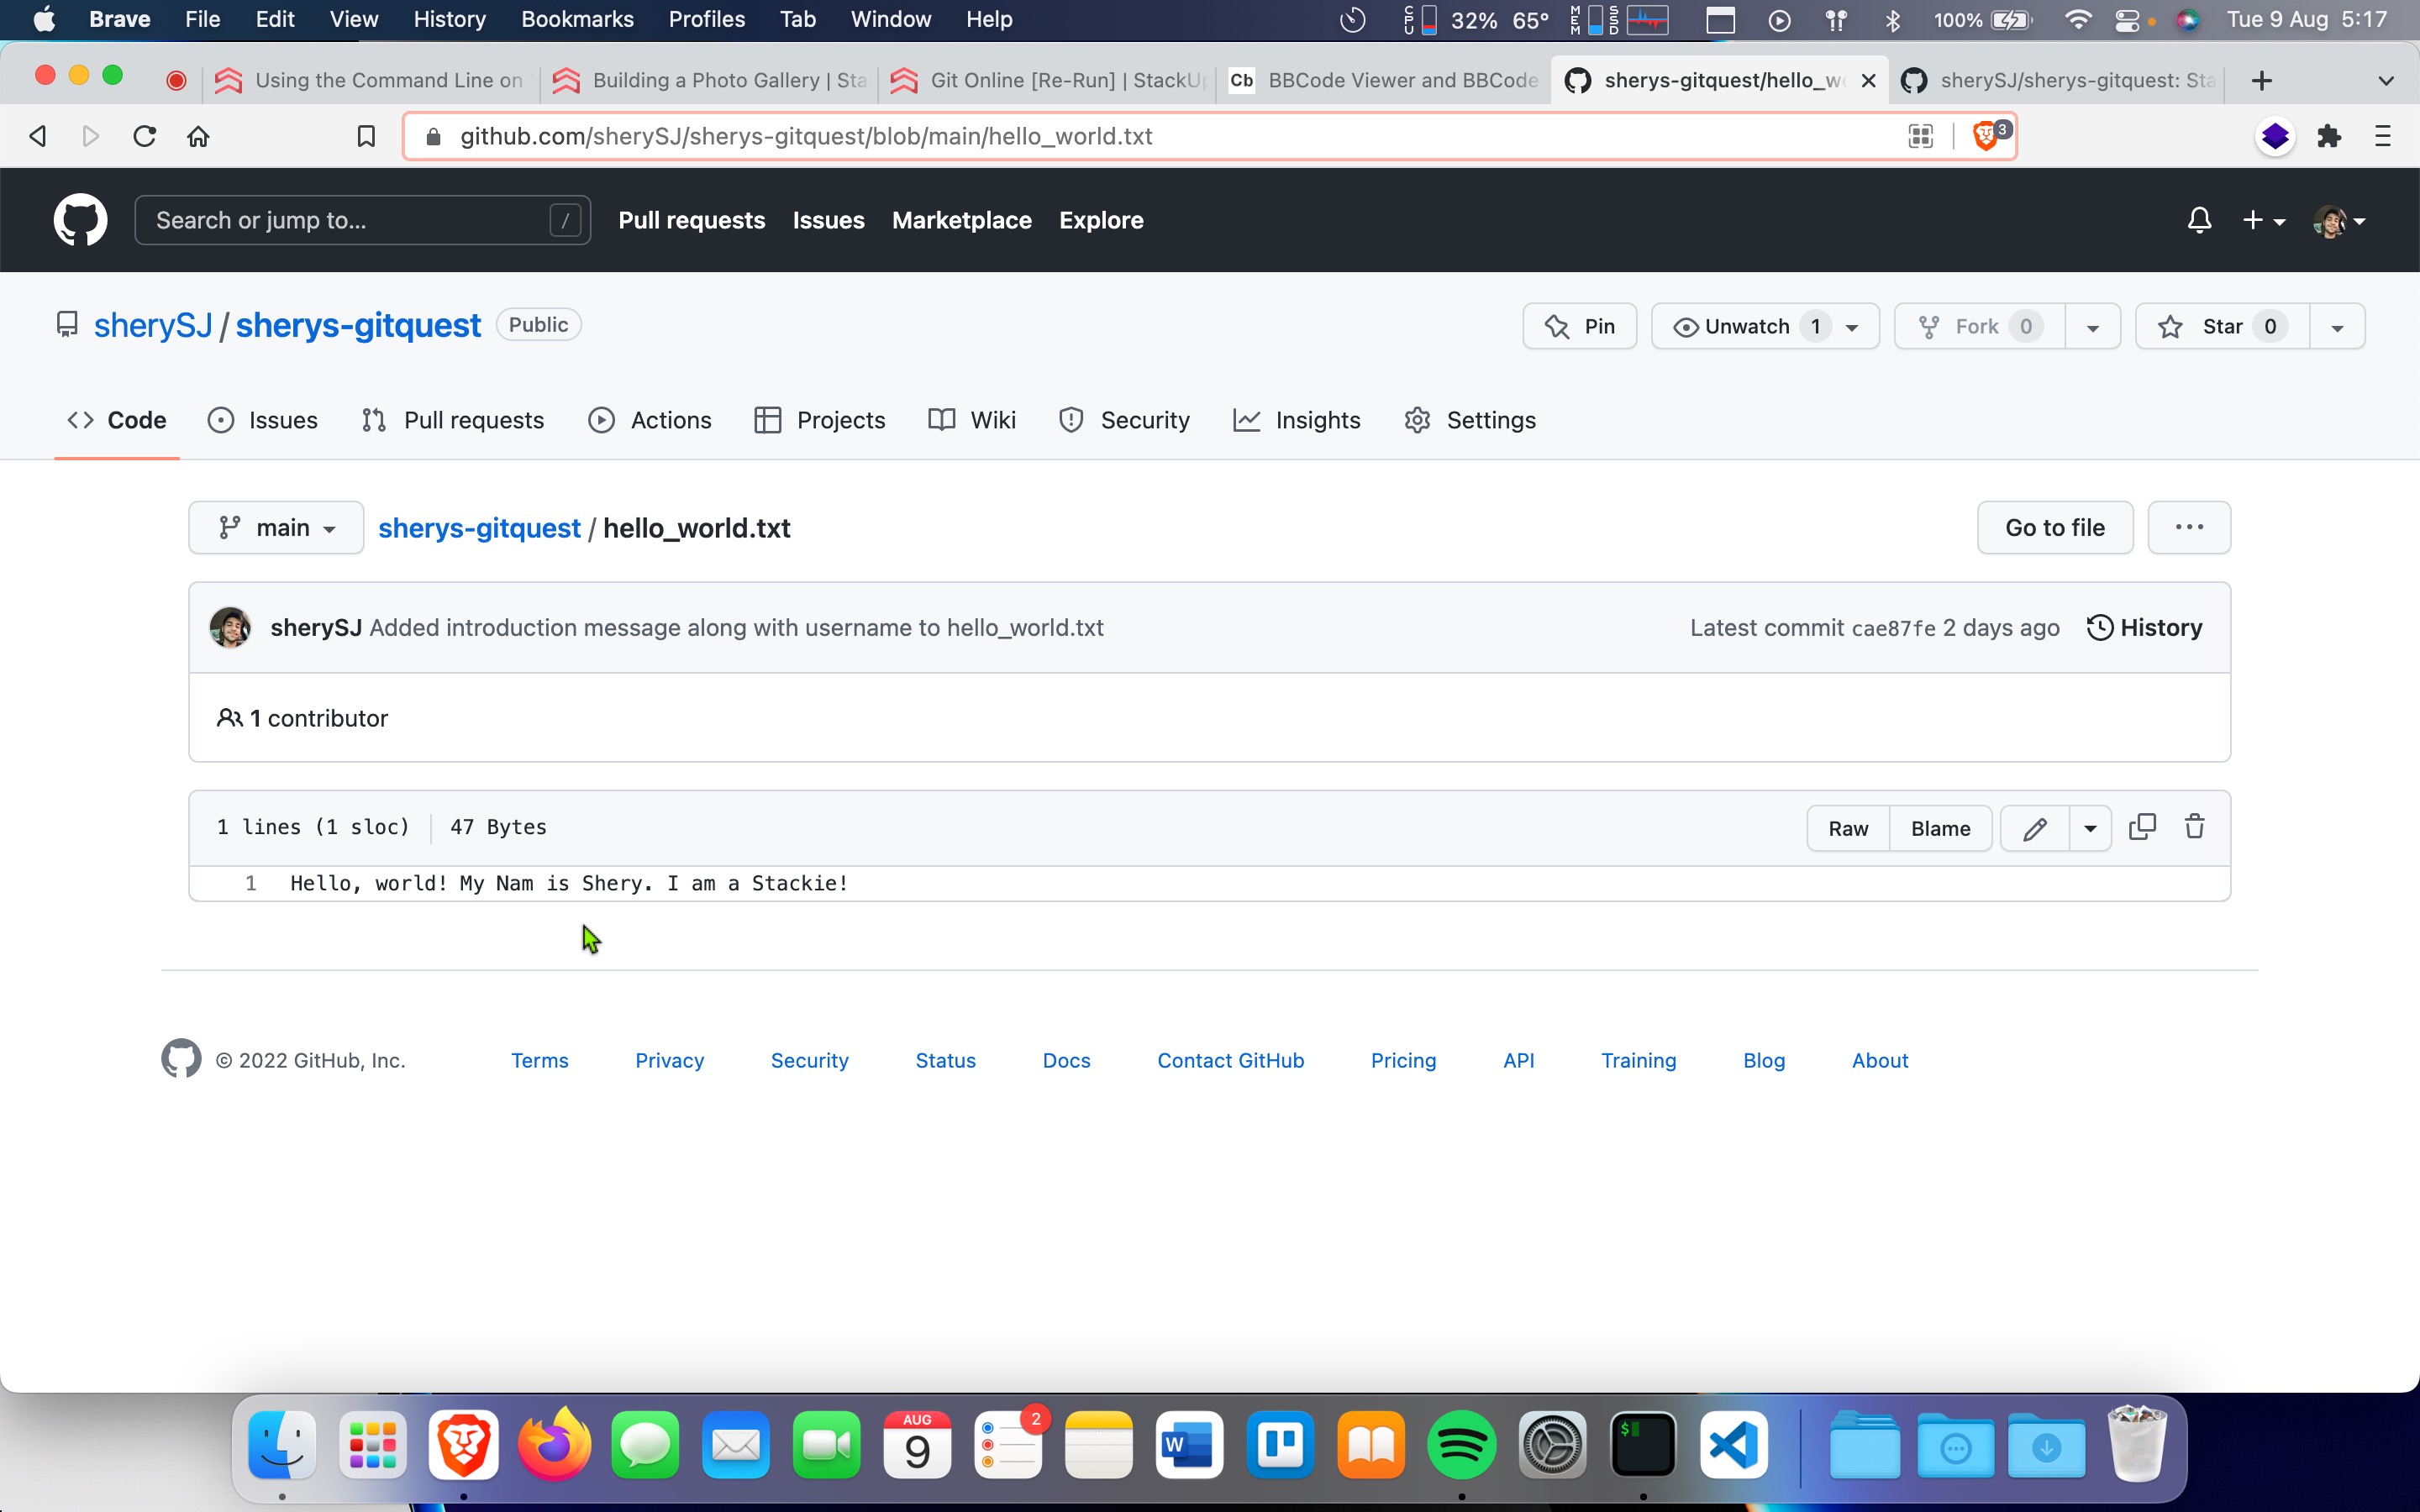 Brave File Edit View History Bookmarks Profiles Tab Window Help CPU 32% 65° MEM SSD 100% Tue 9 Aug 5:17
Using the Command Line on Building a Photo Gallery | Sta Git Online [Re-Run] | StackU Cb BBCode Viewer and BBCode sherys-gitquest/hello_w sherySJ/sherys-gitquest: Sta
github.com/sherySJ/sherys-gitquest/blob/main/hello_world.txt 3
Search or jump to... / Pull requests Issues Marketplace Explore
sherySJ / sherys-gitquest Public Pin Unwatch 1 Fork 0 Star 0
Code Issues Pull requests Actions Projects Wiki Security Insights Settings
main sherys-gitquest / hello_world.txt Go to file ...
sherySJ Added introduction message along with username to hello_world.txt Latest commit cae87fe 2 days ago History
1 contributor
1 lines (1 sloc) 47 Bytes Raw Blame
1 Hello, world! My Nam is Shery. I am a Stackie!
© 2022 GitHub, Inc. Terms Privacy Security Status Docs Contact GitHub Pricing API Training Blog About
AUG 2
9 W $